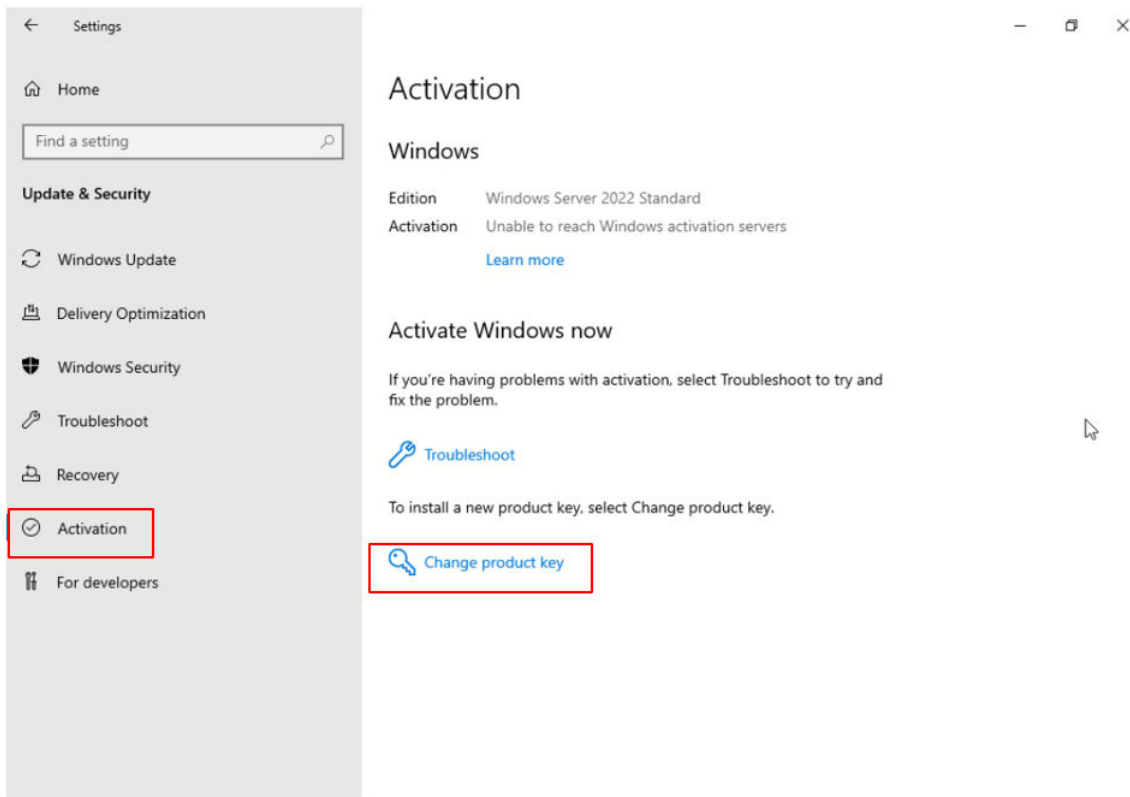 Settings
Home
Find a setting
Update & Security
Windows Update
Delivery Optimization
Windows Security
Troubleshoot
Recovery
Activation
For developers
Activation
Windows
Edition Windows Server 2022 Standard
Activation Unable to reach Windows activation servers
Learn more
Activate Windows now
If you're having problems with activation, select Troubleshoot to try and
fix the problem.
Troubleshoot
To install a new product key, select Change product key.
Change product key